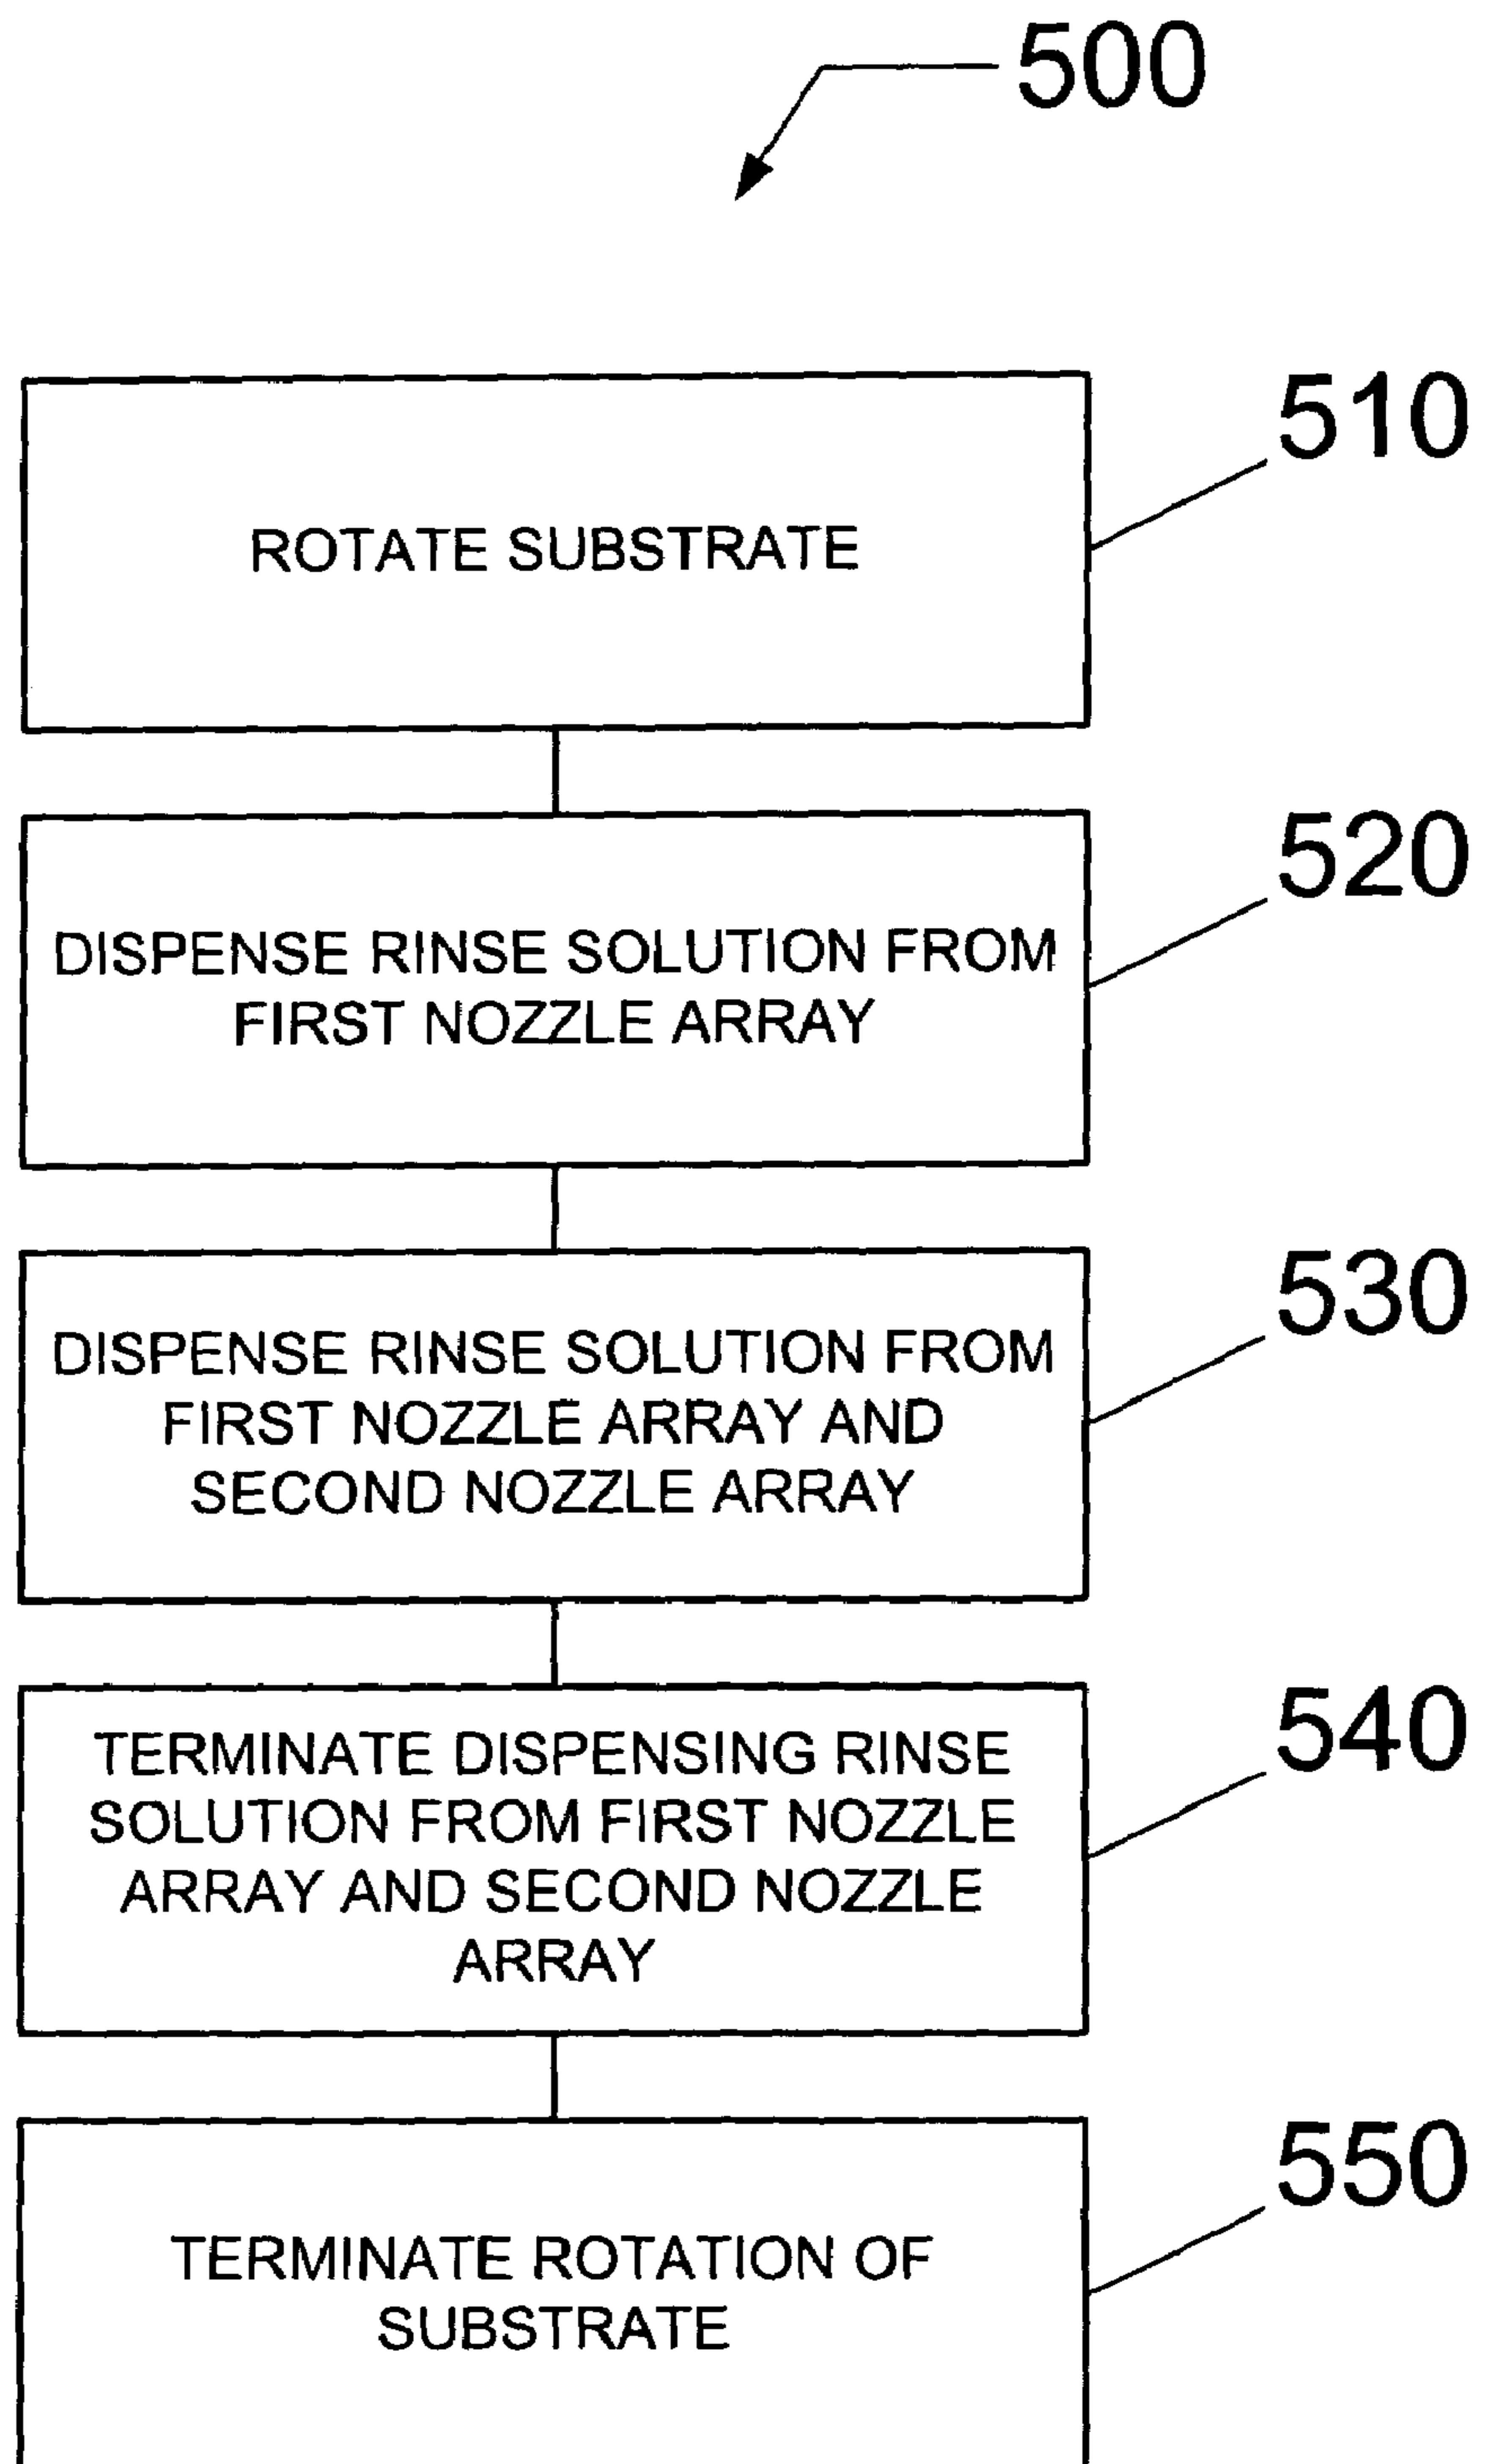 500
510
ROTATE SUBSTRATE
520
DISPENSE RINSE SOLUTION FROM
FIRST NOZZLE ARRAY
530
DISPENSE RINSE SOLUTION FROM
FIRST NOZZLE ARRAY AND
SECOND NOZZLE ARRAY
540
TERMINATE DISPENSING RINSE
SOLUTION FROM FIRST NOZZLE
ARRAY AND SECOND NOZZLE
ARRAY
550
TERMINATE ROTATION OF
SUBSTRATE